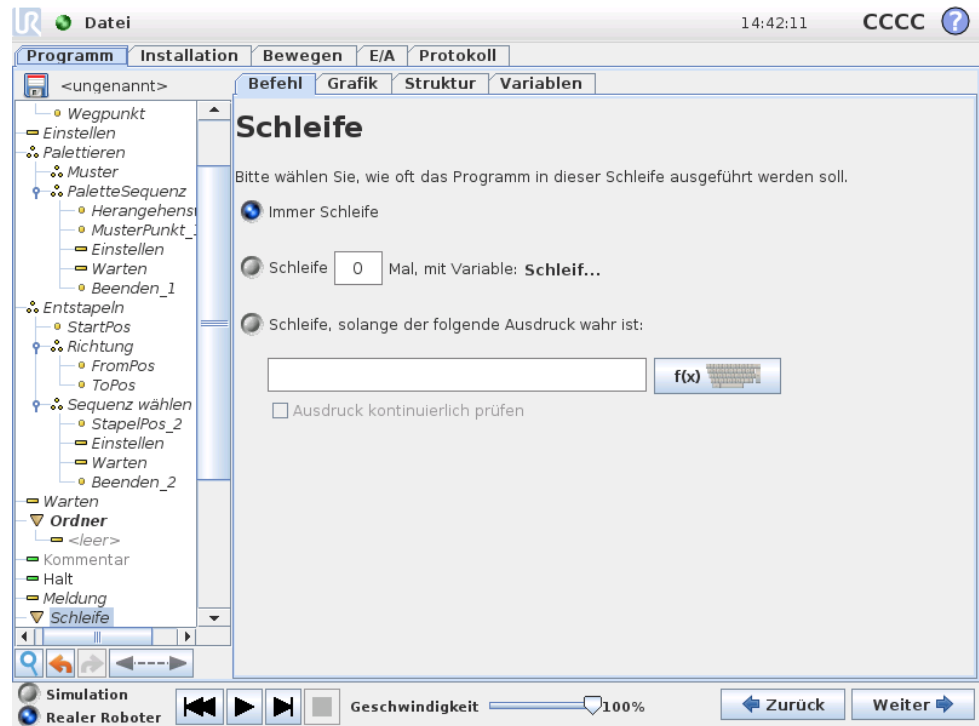 UR Datei 14:42:11 CCCC ?
Programm Installation Bewegen E/A Protokoll
<ungenannt>
Befehl Grafik Struktur Variablen
Wegpunkt
Einstellen
Palettieren
Muster
PaletteSequenz
Herangehens
MusterPunkt_1
Einstellen
Warten
Beenden_1
Entstapeln
StartPos
Richtung
FromPos
ToPos
Sequenz wählen
StapelPos_2
Einstellen
Warten
Beenden_2
Warten
Ordner
<leer>
Kommentar
Halt
Meldung
Schleife
Schleife
Bitte wählen Sie, wie oft das Programm in dieser Schleife ausgeführt werden soll.
Immer Schleife
Schleife 0 Mal, mit Variable: Schleif...
Schleife, solange der folgende Ausdruck wahr ist:
f(x)
Ausdruck kontinuierlich prüfen
Simulation
Realer Roboter
Geschwindigkeit 100%
Zurück Weiter